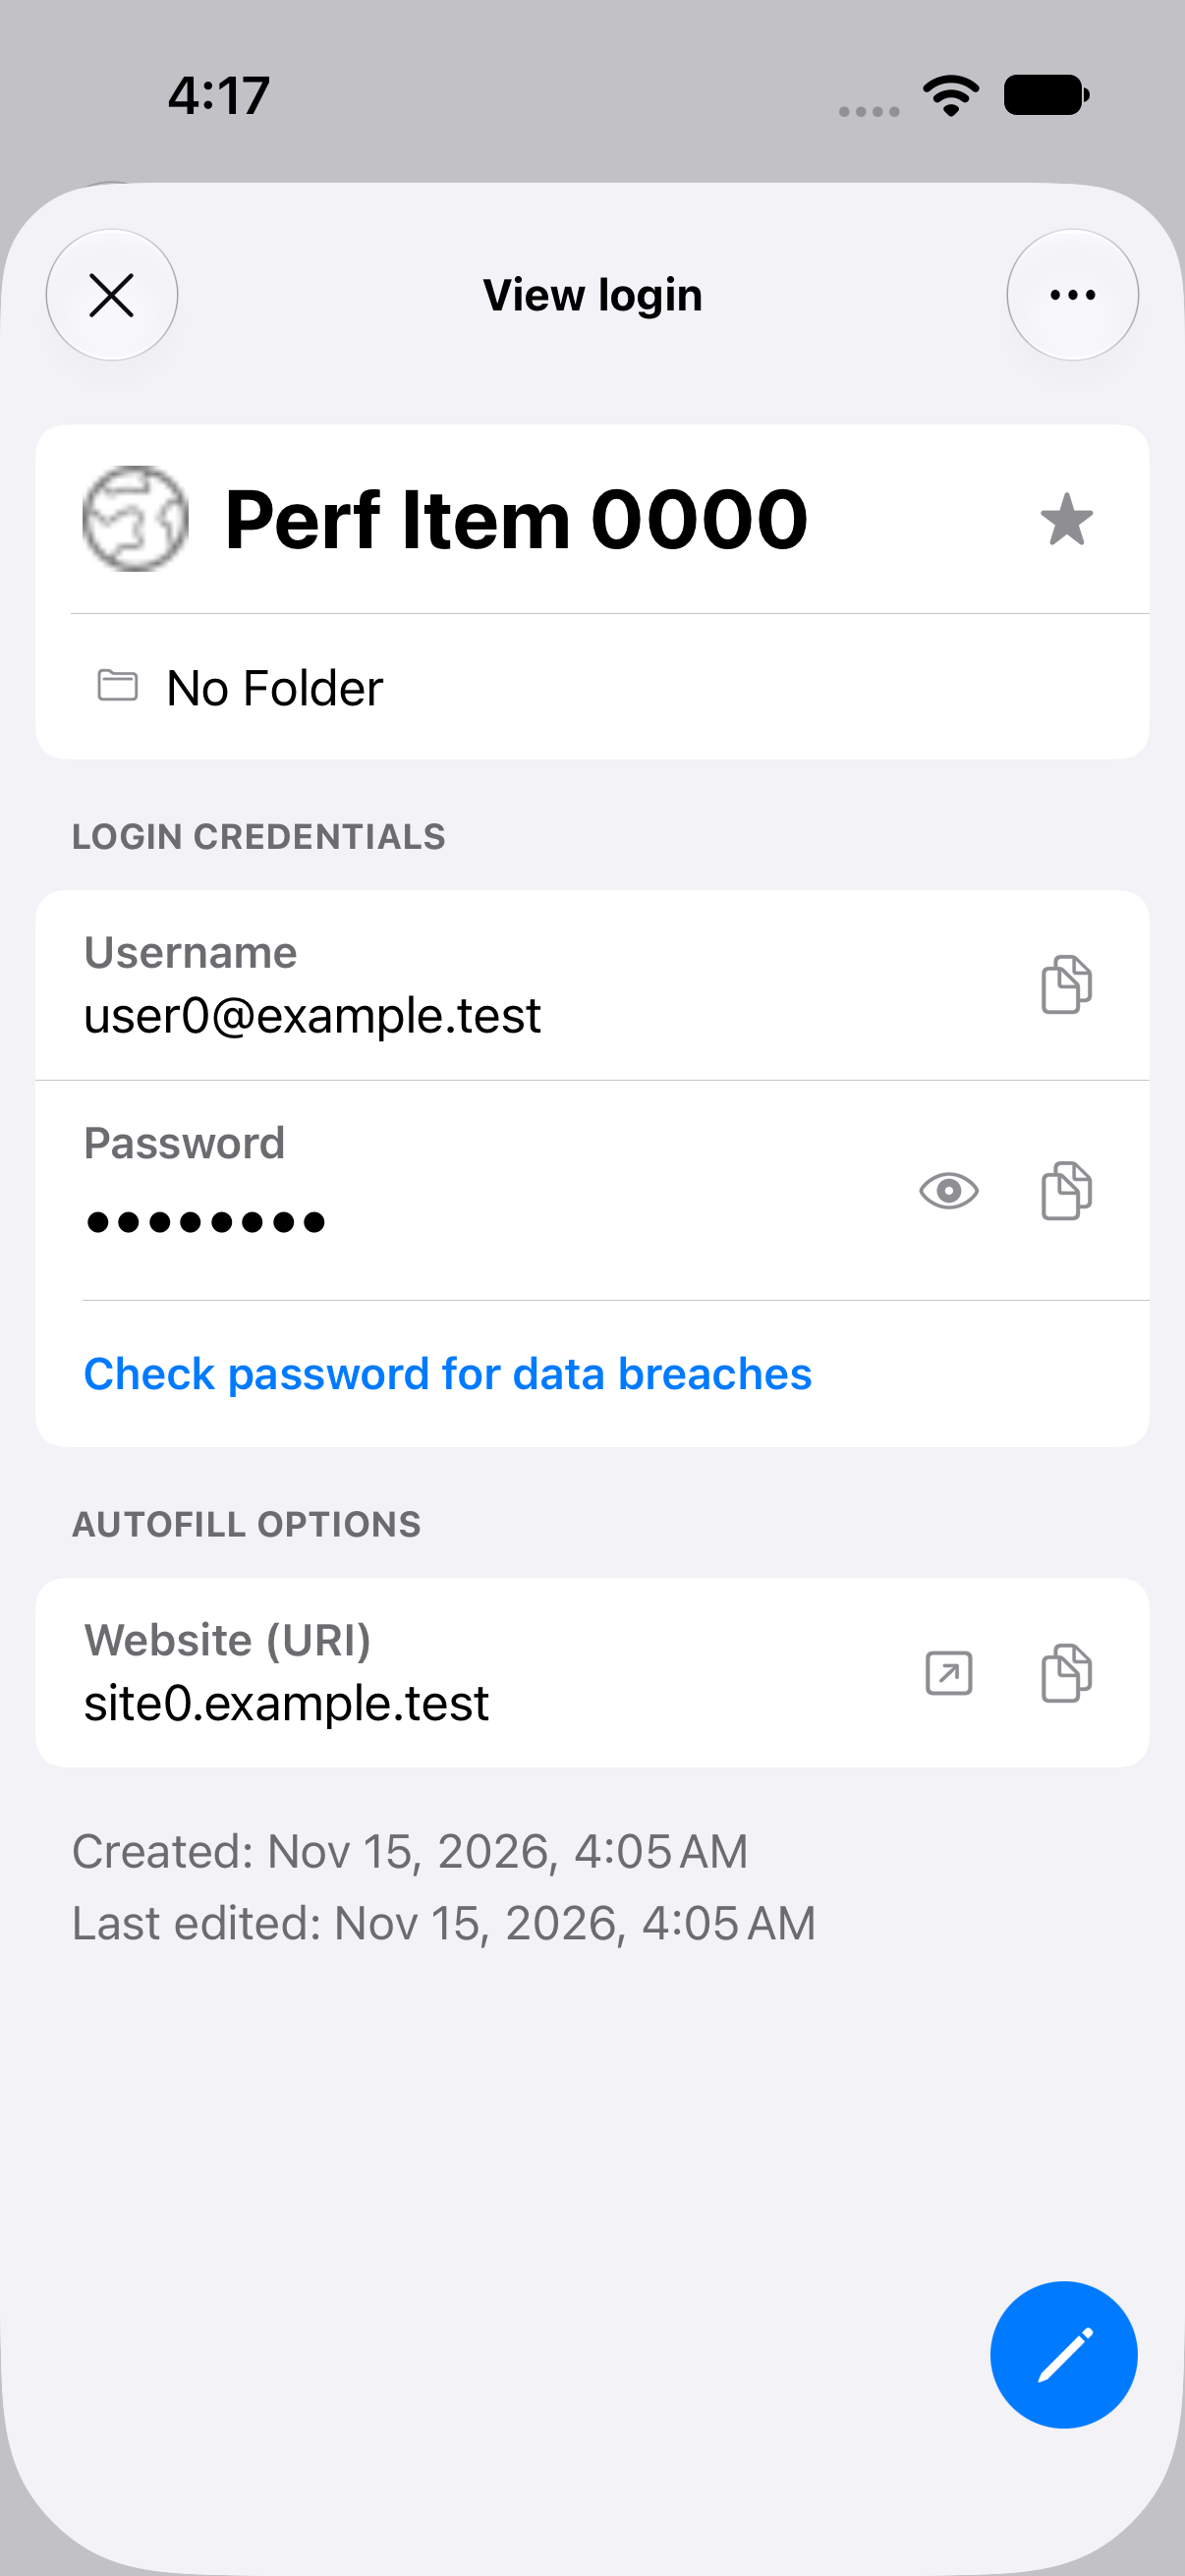 4:17
View login
Perf Item 0000
No Folder
LOGIN CREDENTIALS
Username
user0@example.test
Password
••••••••
Check password for data breaches
AUTOFILL OPTIONS
Website (URI)
site0.example.test
Created: Nov 15, 2026, 4:05 AM
Last edited: Nov 15, 2026, 4:05 AM